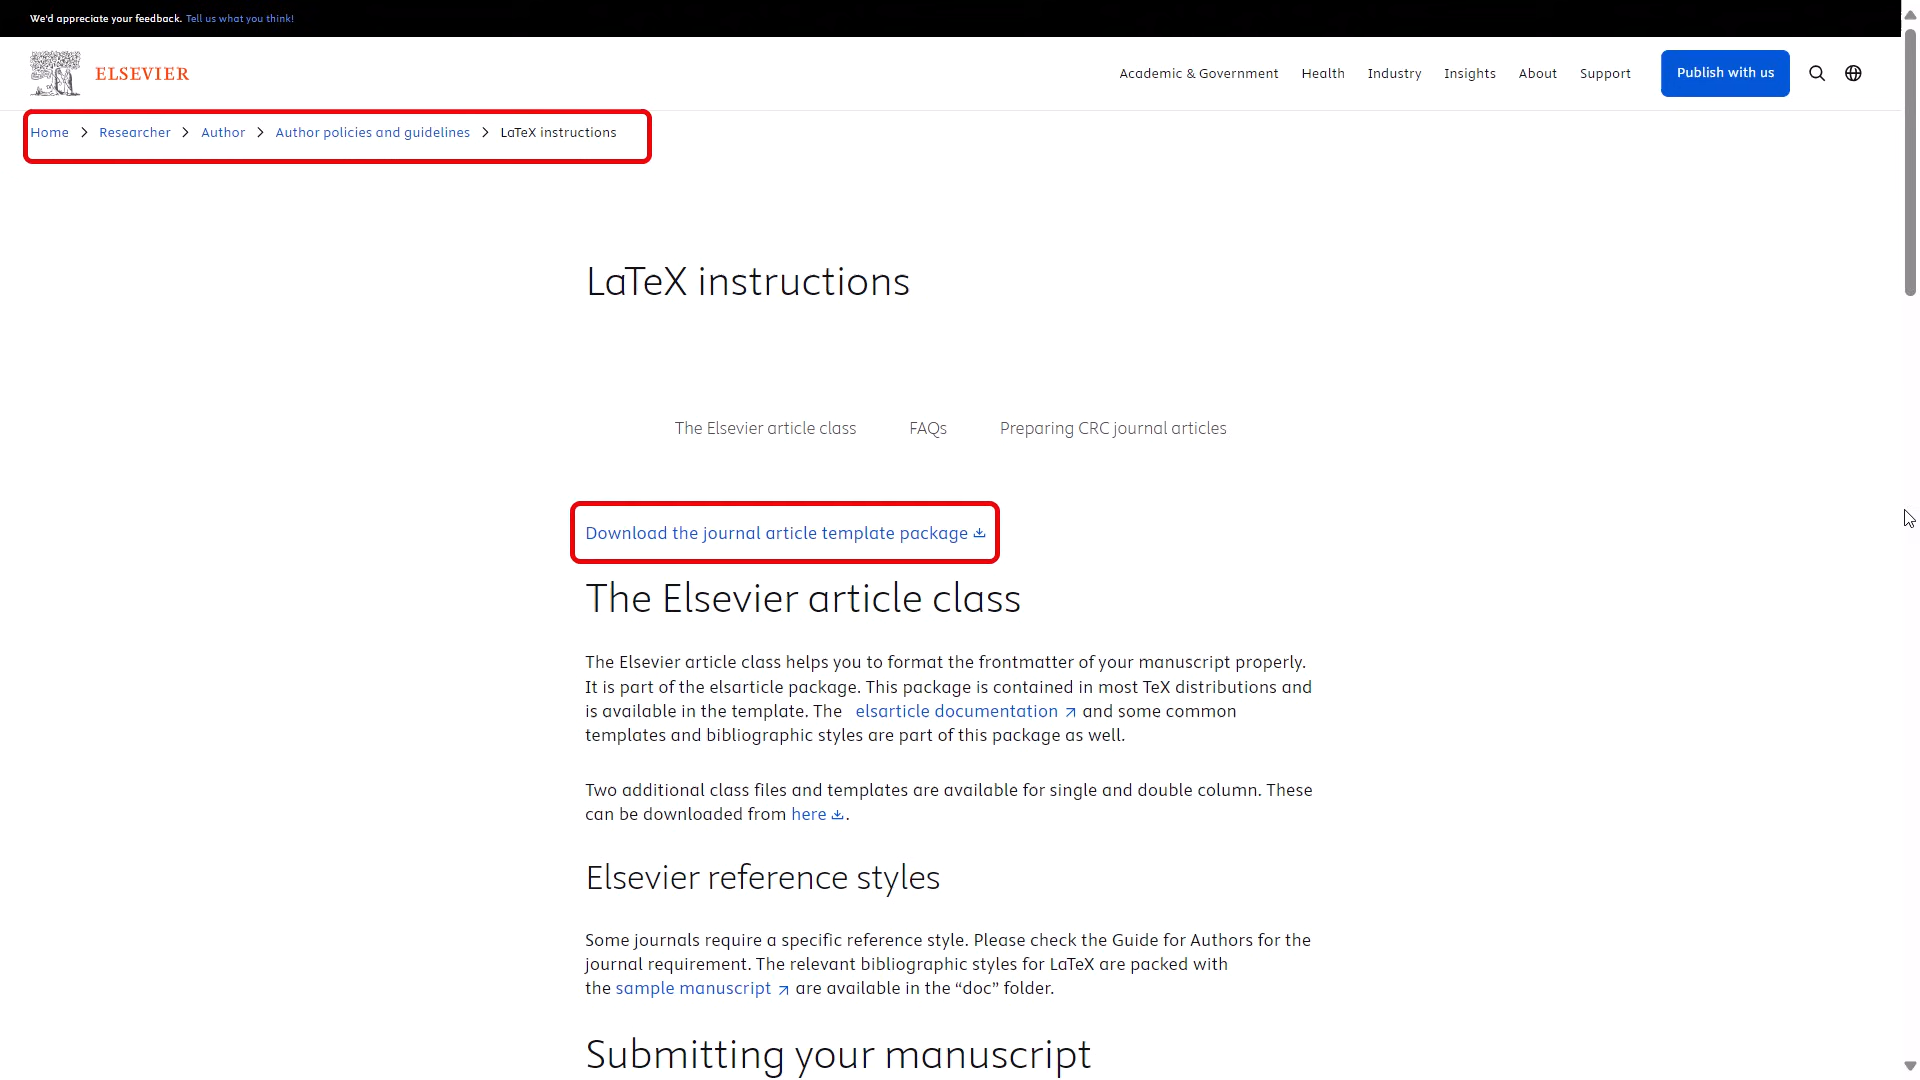 We'd appreciate your feedback. Tell us what you think!
ELSEVIER
Academic & Government Health Industry Insights About Support Publish with us
Home > Researcher > Author > Author policies and guidelines > LaTeX instructions
LaTeX instructions
The Elsevier article class FAQs Preparing CRC journal articles
Download the journal article template package
The Elsevier article class
The Elsevier article class helps you to format the frontmatter of your manuscript properly.
It is part of the elsarticle package. This package is contained in most TeX distributions and
is available in the template. The elsarticle documentation and some common
templates and bibliographic styles are part of this package as well.
Two additional class files and templates are available for single and double column. These
can be downloaded from here.
Elsevier reference styles
Some journals require a specific reference style. Please check the Guide for Authors for the
journal requirement. The relevant bibliographic styles for LaTeX are packed with
the sample manuscript are available in the “doc” folder.
Submitting your manuscript